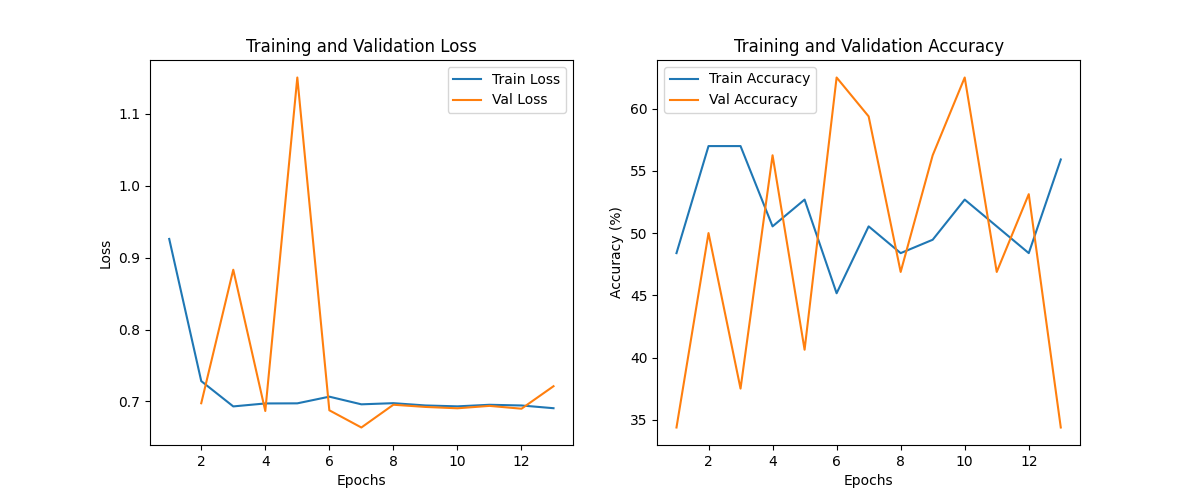 Training and Validation Loss
Train Loss
Val Loss
1.1
1.0
0.9
0.8
0.7
Loss
2 4 6 8 10 12
Epochs
Training and Validation Accuracy
Train Accuracy
Val Accuracy
60
55
50
45
40
35
Accuracy (%)
2 4 6 8 10 12
Epochs